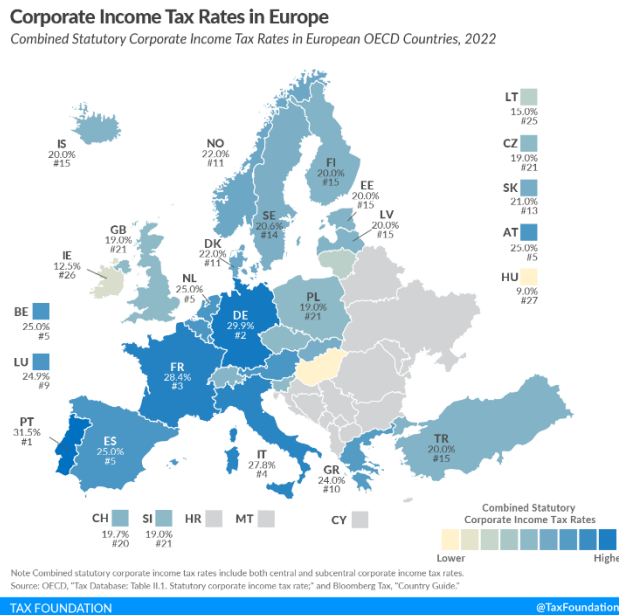 Corporate Income Tax Rates in Europe
Combined Statutory Corporate Income Tax Rates in European OECD Countries, 2022
LT
15.0%
#25
CZ
19.0%
#21
SK
21.0%
#13
AT
25.0%
#5
HU
9.0%
#27
IS
20.0%
#15
NO
22.0%
#11
FI
20.0%
#15
EE
20.0%
#15
LV
20.0%
#15
SE
20.6%
#14
DK
22.0%
#11
GB
19.0%
#21
IE
12.5%
#26
NL
25.0%
#5
PL
19.0%
#21
BE
25.0%
#5
DE
29.9%
#2
LU
24.9%
#9
FR
28.4%
#3
PT
31.5%
#1
ES
25.0%
#5
IT
27.8%
#4
GR
24.0%
#10
TR
20.0%
#15
CH
19.7%
#20
SI
19.0%
#21
HR
MT
CY
Combined Statutory
Corporate Income Tax Rates
Lower
Highe
Note Combined statutory corporate income tax rates include both central and subcentral corporate income tax rates.
Source: OECD, "Tax Database: Table II.1. Statutory corporate income tax rate;" and Bloomberg Tax, "Country Guide."
TAX FOUNDATION
@TaxFoundation